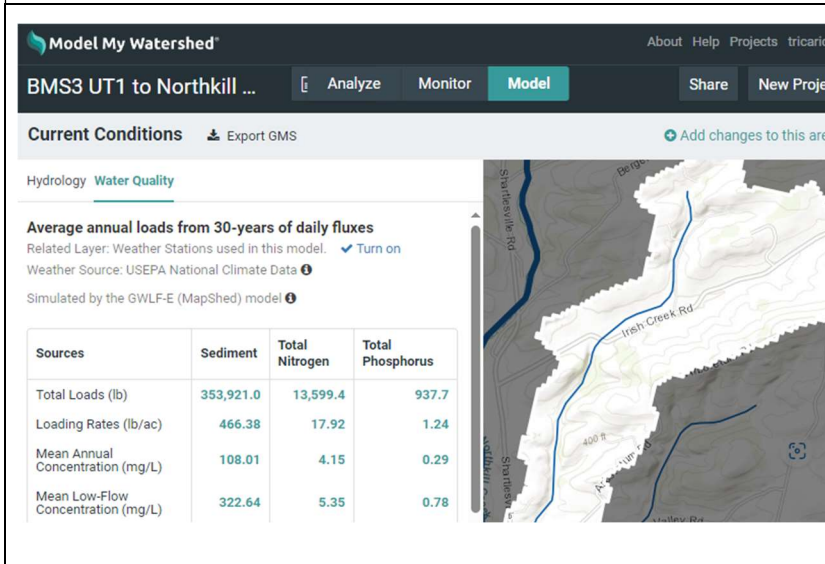 Model My Watershed®
About Help Projects tricaric
BMS3 UT1 to Northkill ...
Analyze
Monitor
Model
Share
New Proje
Current Conditions
Export GMS
Add changes to this are
Hydrology Water Quality
Average annual loads from 30-years of daily fluxes
Related Layer: Weather Stations used in this model. Turn on
Weather Source: USEPA National Climate Data
Simulated by the GWLF-E (MapShed) model
Sources Sediment Total Nitrogen Total Phosphorus
Total Loads (lb) 353,921.0 13,599.4 937.7
Loading Rates (lb/ac) 466.38 17.92 1.24
Mean Annual Concentration (mg/L) 108.01 4.15 0.29
Mean Low-Flow Concentration (mg/L) 322.64 5.35 0.78
Shartlesville Rd
Irish Creek Rd
400 ft
Northkill Creek
Shartlesv
Valley Rd